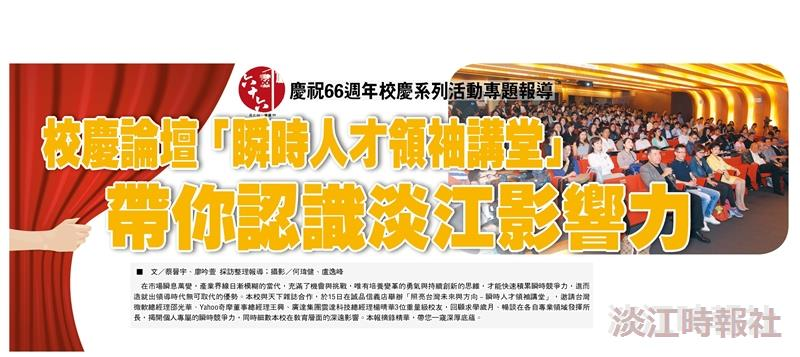 六十六
慶祝66週年校慶系列活動專題報導
校慶論壇「瞬時人才領袖講堂」
帶你認識淡江影響力
■ 文／蔡晉宇、廖吟萱 採訪整理報導；攝影／何瑋健、盧逸峰
在市場瞬息萬變，產業界線日漸模糊的當代，充滿了機會與挑戰，唯有培養變革的勇氣與持續創新的思維，才能快速積累瞬時競爭力，進而
造就出領導時代無可取代的優勢。本校與天下雜誌合作，於15日在誠品信義店舉辦「照亮台灣未來與方向－瞬時人才領袖講堂」，邀請台灣
微軟總經理邵光華、Yahoo奇摩董事總經理王興、廣達集團雲達科技總經理楊晴華3位重量級校友，回顧求學歲月、暢談在各自專業領域發揮所
長，揭開個人專屬的瞬時競爭力，同時細數本校在教育層面的深遠影響。本報摘錄精華，帶您一窺深厚底蘊。
淡江時報社